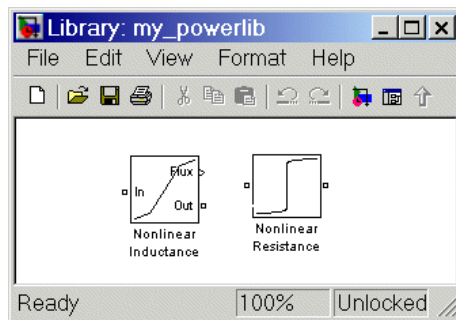 Library: my_powerlib
File Edit View Format Help
Flux
In
Out
Nonlinear
Inductance
Nonlinear
Resistance
Ready 100% Unlocked